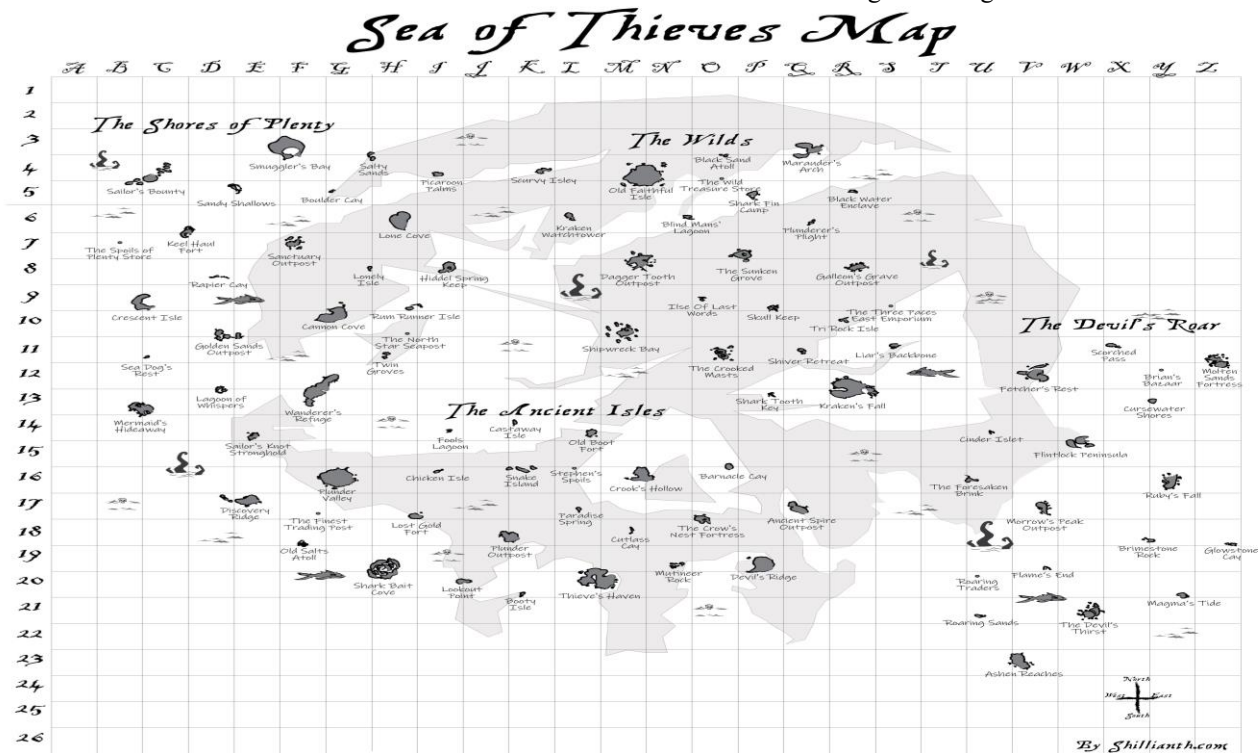 Sea of Thieves Map
A B C D E F G H I J K L M N O P Q R S T U V W X Y Z
1
2
The Shores of Plenty
The Wilds
3
Smuggler's Bay
Salty
Sands
Black Sand
Atoll
Marauder's
Arch
4
Sailor's Bounty
Picaroon
Palms
Scurvy Isley
Old Faithful
Isle
The Wild
Treasure Store
5
Sandy Shallows
Boulder Cay
Shark Fin
Camp
Black Water
Enclave
6
Lone Cove
Kraken
Watchtower
Blind Mans'
Lagoon
Plunderer's
Plight
7
The Spoils of
Plenty Store
Keel Haul
Fort
Sanctuary
Outpost
8
Rapier Cay
Lonely
Isle
Hiddel Spring
Keep
Dagger Tooth
Outpost
The Sunken
Grove
Galleon's Grave
Outpost
9
Crescent Isle
Cannon Cove
Rum Runner Isle
Ilse Of Last
Words
Skull Keep
The Three Paces
East Emporium
10
Tri Rock Isle
The Devil's Roar
Golden Sands
Outpost
The North
Star Seapost
Shipwreck Bay
11
Sea Dog's
Rest
Twin
Groves
The Crooked
Masts
Shiver Retreat
Liar's Backbone
Scorched
Pass
12
Fetcher's Rest
Brian's
Bazaar
Molten
Sands
Fortress
13
Lagoon of
Whispers
Wanderer's
Refuge
The Ancient Isles
Shark Tooth
Key
Kraken's Fall
Cursewater
Shores
14
Mermaid's
Hideaway
Fools
Lagoon
Castaway
Isle
Old Boot
Fort
Cinder Islet
15
Sailor's Knot
Stronghold
Flintlock Peninsula
16
Plunder
Valley
Chicken Isle
Snake
Island
Stephen's
Spoils
Crook's Hollow
Barnacle Cay
The Forsaken
Brink
Ruby's Fall
17
Discovery
Ridge
The Finest
Trading Post
Lost Gold
Fort
Paradise
Spring
The Crow's
Nest Fortress
Ancient Spire
Outpost
Morrow's Peak
Outpost
18
Old Salts
Atoll
Plunder
Outpost
Cutlass
Cay
Brimestone
Rock
Glowstone
Cay
19
Shark Bait
Cove
Mutineer
Rock
Devil's Ridge
Flame's End
20
Lookout
Point
Thieve's Haven
Roaring
Traders
21
Booty
Isle
Magma's Tide
22
Roaring Sands
The Devil's
Thirst
23
Ashen Reaches
24
North
West East
South
25
26
By Shillianth.com